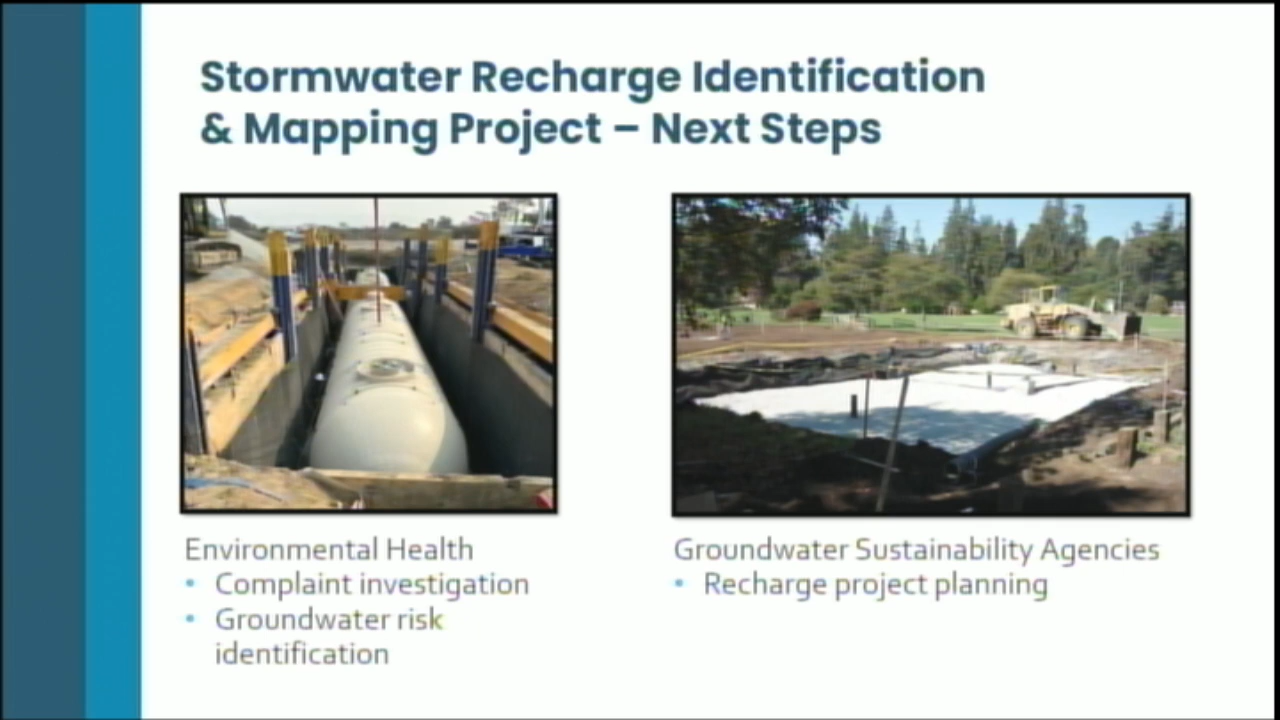 Stormwater Recharge Identification
& Mapping Project – Next Steps
Environmental Health
• Complaint investigation
• Groundwater risk
identification
Groundwater Sustainability Agencies
• Recharge project planning